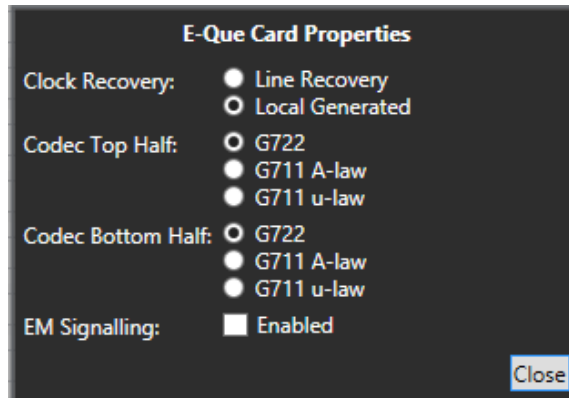 E-Que Card Properties
Clock Recovery: Line Recovery
Local Generated
Codec Top Half: G722
G711 A-law
G711 u-law
Codec Bottom Half: G722
G711 A-law
G711 u-law
EM Signalling: Enabled
Close